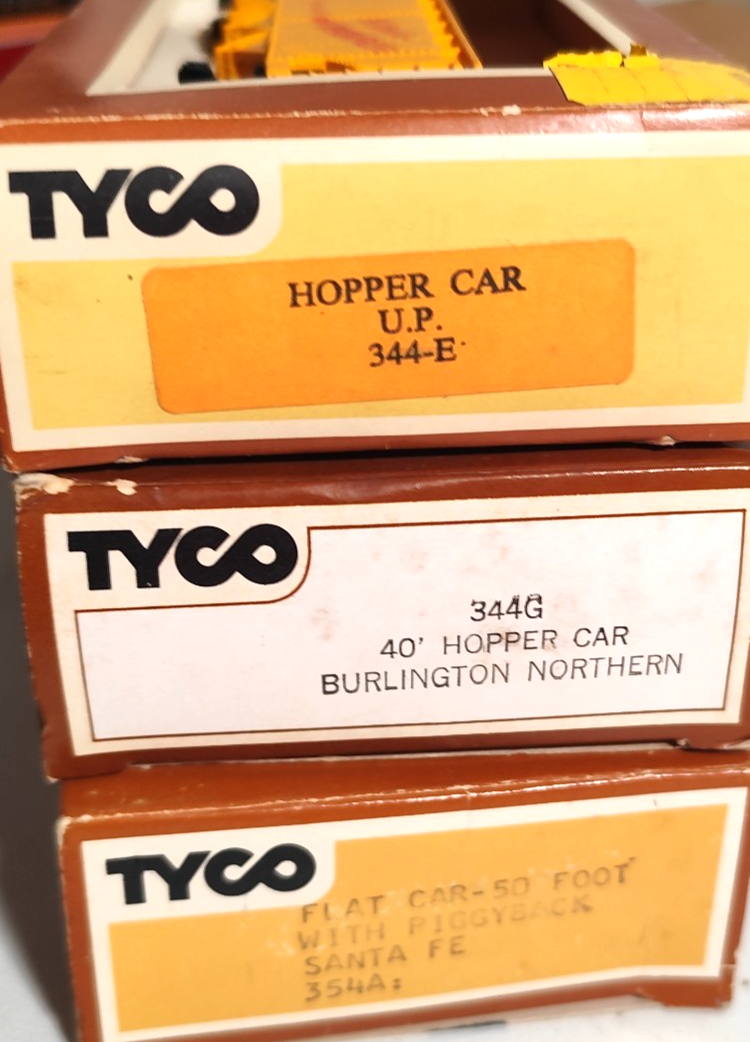 TYCO
HOPPER CAR
U.P.
344-E
TYCO
344G
40' HOPPER CAR
BURLINGTON NORTHERN
TYCO
FLAT CAR-50 FOOT
WITH PIGGYBACK
SANTA FE
354A: